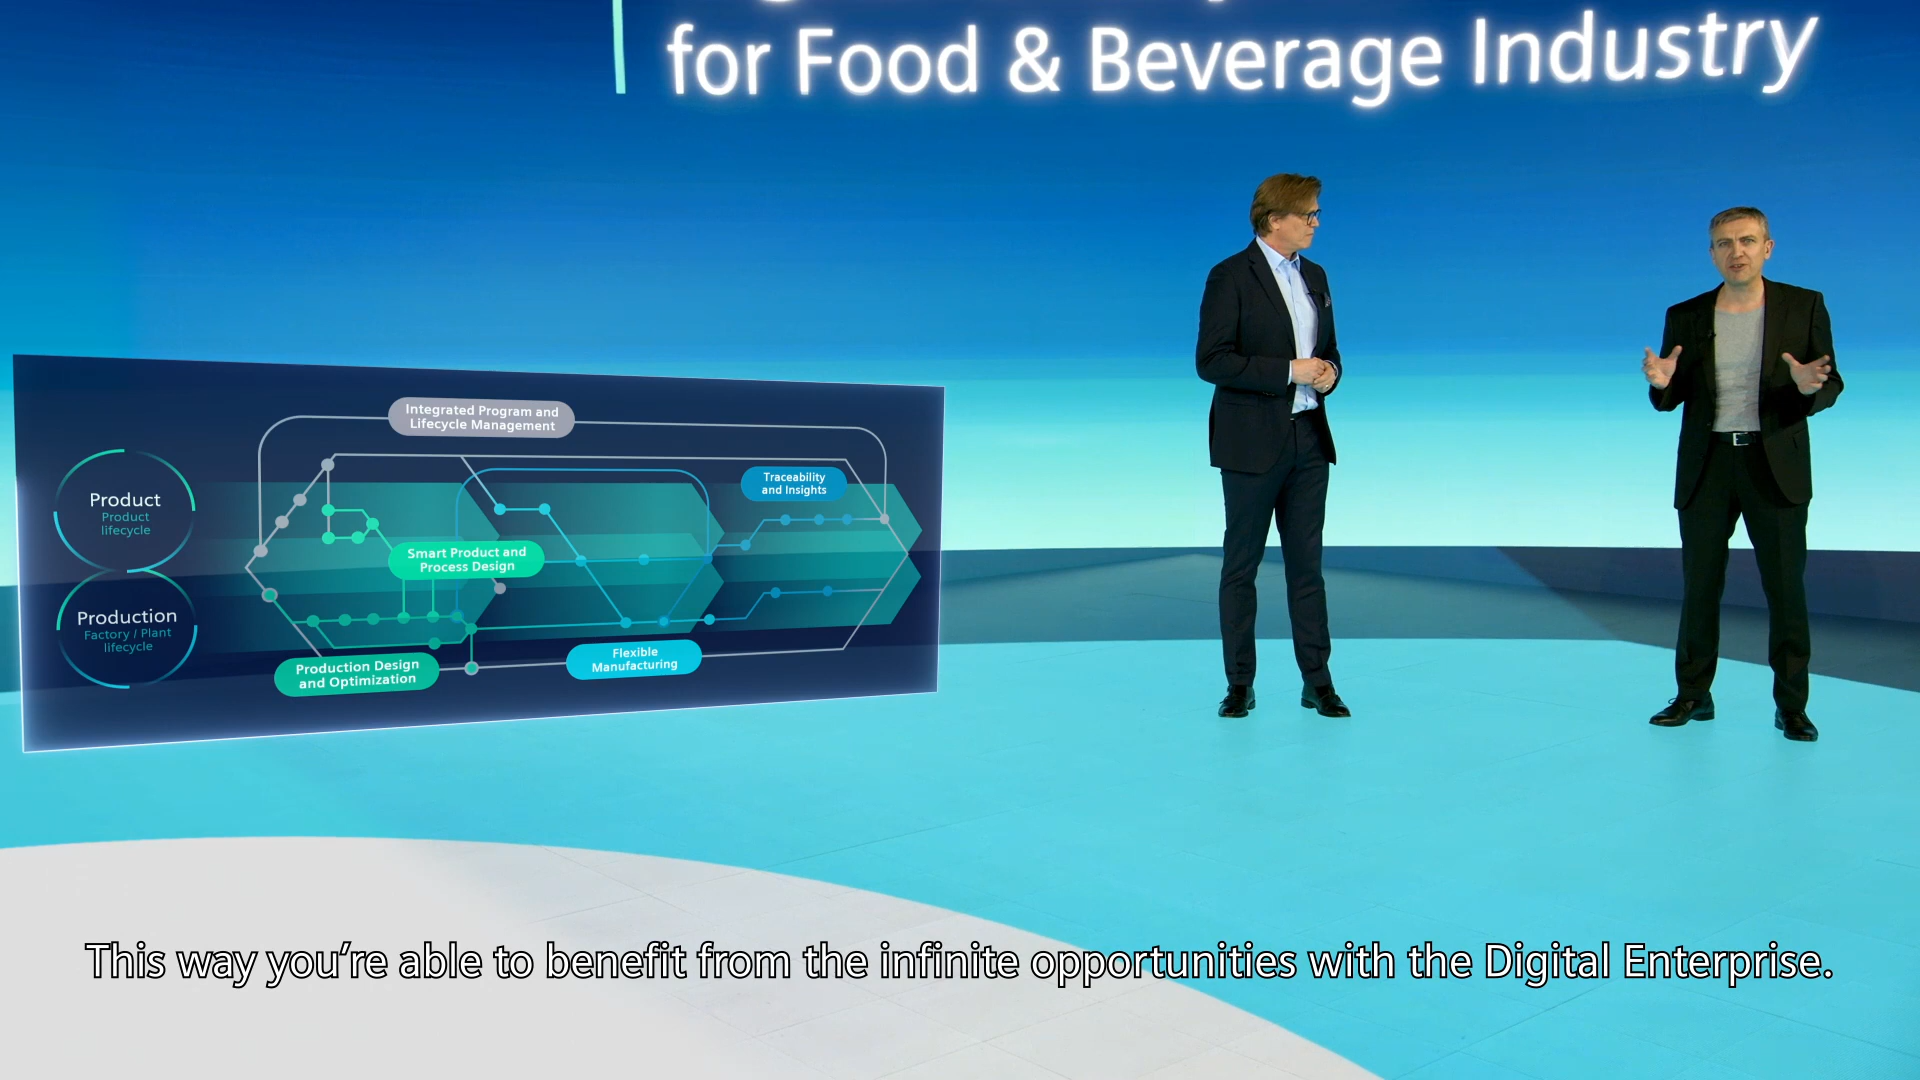 for Food & Beverage Industry
Integrated Program and
Lifecycle Management
Traceability
and Insights
Product
Product
lifecycle
Smart Product and
Process Design
Production
Factory / Plant
lifecycle
Production Design
and Optimization
Flexible
Manufacturing
This way you're able to benefit from the infinite opportunities with the Digital Enterprise.